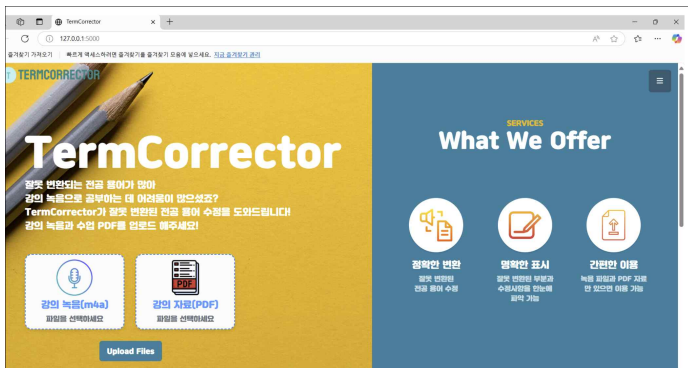 TermCorrector
127.0.0.1:5000
즐겨찾기 가져오기
빠르게 액세스하려면 즐겨찾기를 즐겨찾기 모음에 넣으세요. 지금 즐겨찾기 관리
T TERMCORRECTOR
TermCorrector
잘못 변환되는 전공 용어가 많아
강의 녹음으로 공부하는 데 어려움이 많으셨죠?
TermCorrector가 잘못 변환된 전공 용어 수정을 도와드립니다!
강의 녹음과 수업 PDF를 업로드 해주세요!
강의 녹음(m4a)
파일을 선택하세요
PDF
강의 자료(PDF)
파일을 선택하세요
Upload Files
SERVICES
What We Offer
정확한 변환
잘못 변환된
전공 용어 수정
명확한 표시
잘못 변환된 부분과
수정사항을 한눈에
파악 가능
간편한 이용
녹음 파일과 PDF 자료
만 있으면 이용 가능